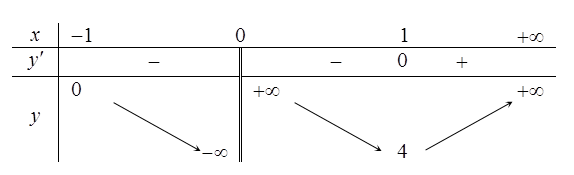 x −1 0 1 +∞
y′ − − 0 +
0 +∞ +∞
y
−∞ 4